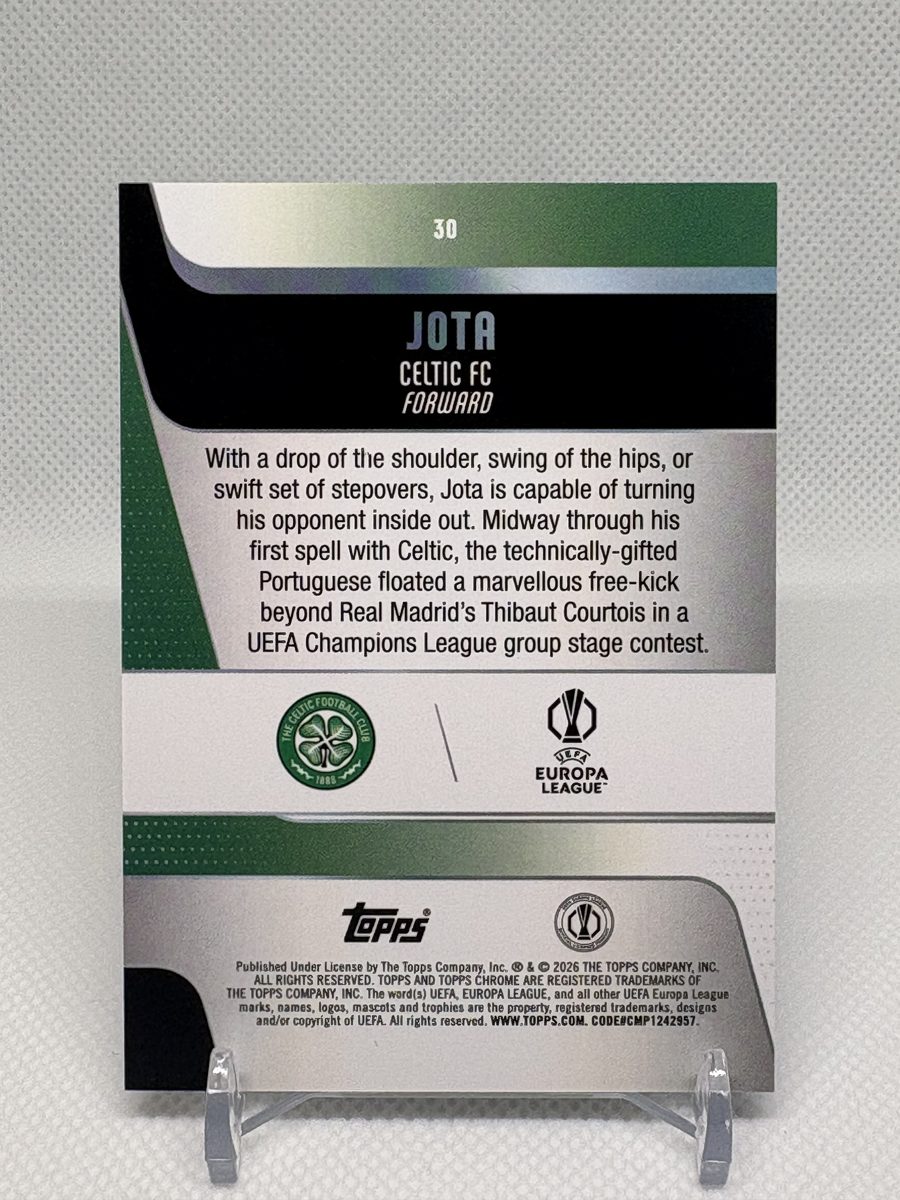 30
JOTA
CELTIC FC
FORWARD
With a drop of the shoulder, swing of the hips, or
swift set of stepovers, Jota is capable of turning
his opponent inside out. Midway through his
first spell with Celtic, the technically-gifted
Portuguese floated a marvellous free-kick
beyond Real Madrid's Thibaut Courtois in a
UEFA Champions League group stage contest.
THE CELTIC FOOTBALL CLUB
1888
UEFA
EUROPA
LEAGUE™
Topps®
Published Under License by The Topps Company, Inc. ® & © 2026 THE TOPPS COMPANY, INC.
ALL RIGHTS RESERVED. TOPPS AND TOPPS CHROME ARE REGISTERED TRADEMARKS OF
THE TOPPS COMPANY, INC. The word(s) UEFA, EUROPA LEAGUE, and all other UEFA Europa League
marks, names, logos, mascots and trophies are the property, registered trademarks, designs
and/or copyright of UEFA. All rights reserved. WWW.TOPPS.COM. CODE#CMP1242957.